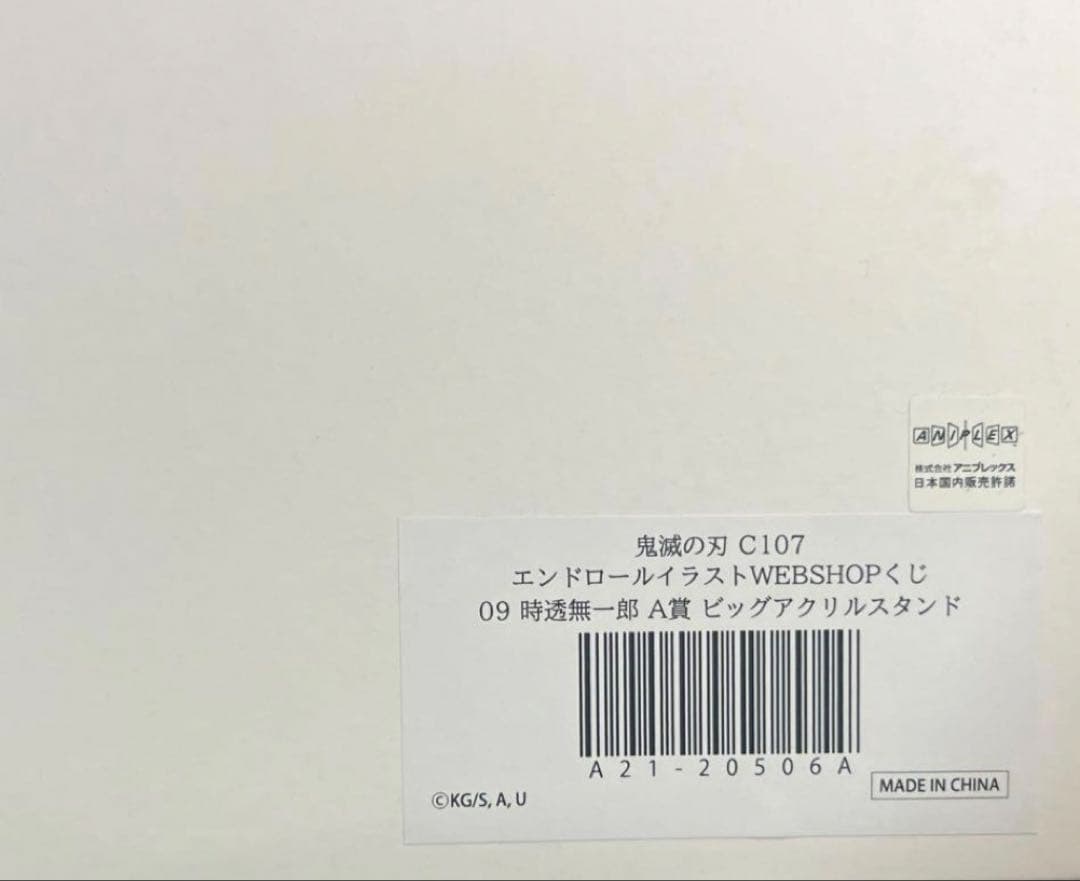 ANIPLEX
株式会社アニプレックス
日本国内販売許諾
鬼滅の刃 C107
エンドロールイラストWEBSHOPくじ
09 時透無一郎 A賞 ビッグアクリルスタンド
A21-20506A
MADE IN CHINA
©KG/S, A, U